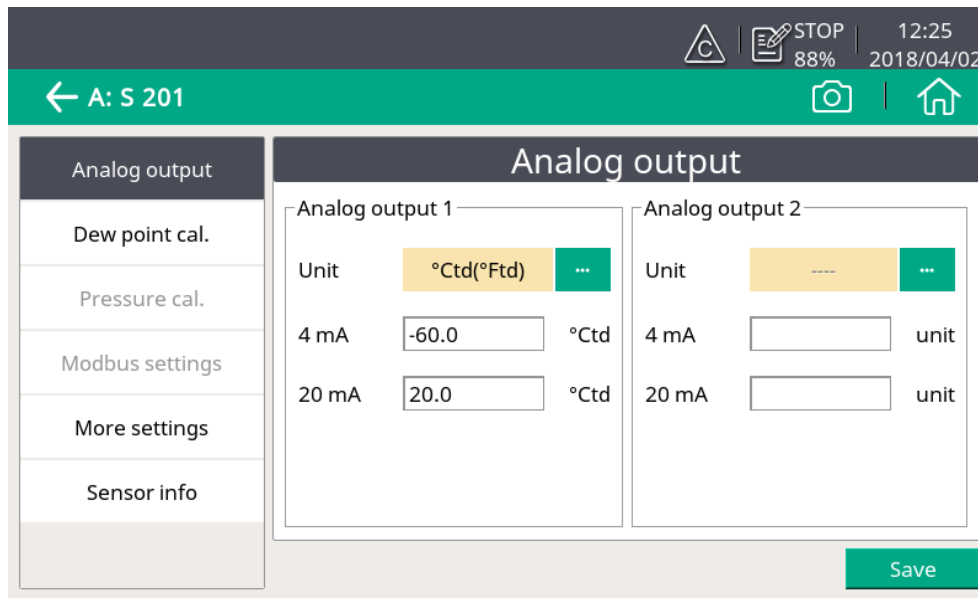 C
STOP
88%
12:25
2018/04/02
A: S 201
Analog output
Dew point cal.
Pressure cal.
Modbus settings
More settings
Sensor info
Analog output
Analog output 1
Unit °Ctd(°Ftd) ...
4 mA -60.0 °Ctd
20 mA 20.0 °Ctd
Analog output 2
Unit ---- ...
4 mA unit
20 mA unit
Save